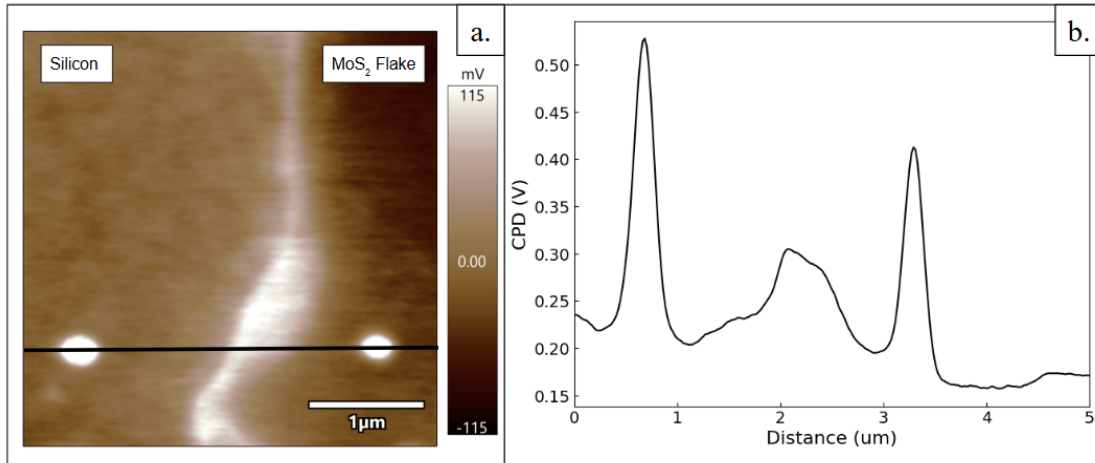 a.
Silicon
MoS₂ Flake
mV
115
0.00
-115
1µm
b.
CPD (V)
0.50
0.45
0.40
0.35
0.30
0.25
0.20
0.15
0 1 2 3 4 5
Distance (um)